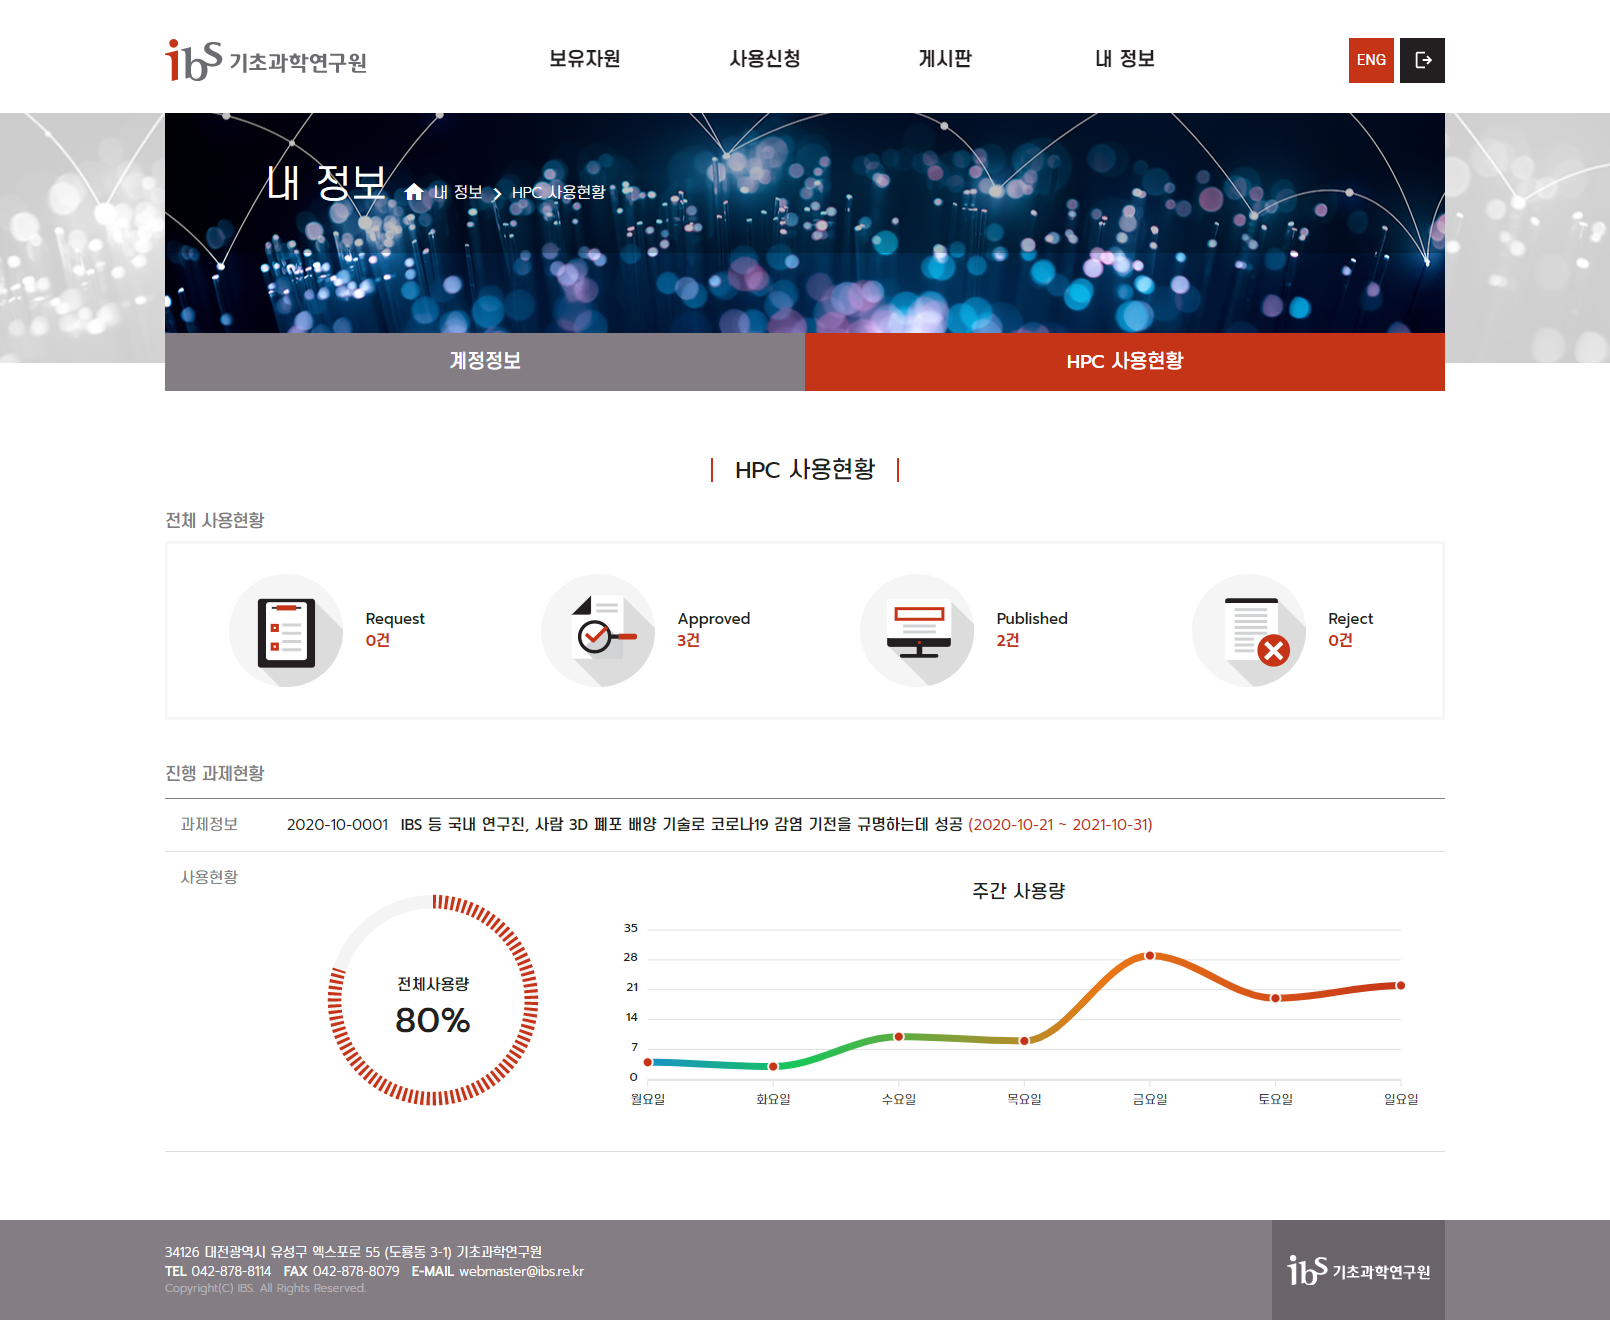 ibs 기초과학연구원
보유자원 사용신청 게시판 내 정보
ENG
내 정보 내 정보 HPC 사용현황
계정정보 HPC 사용현황
HPC 사용현황
전체 사용현황
Request
0건
Approved
3건
Published
2건
Reject
0건
진행 과제현황
과제정보 2020-10-0001 IBS 등 국내 연구진, 사람 3D 폐포 배양 기술로 코로나19 감염 기전을 규명하는데 성공 (2020-10-21 ~ 2021-10-31)
사용현황
전체사용량
80%
주간 사용량
35
28
21
14
7
0
월요일 화요일 수요일 목요일 금요일 토요일 일요일
34126 대전광역시 유성구 엑스포로 55 (도룡동 3-1) 기초과학연구원
TEL 042-878-8114 FAX 042-878-8079 E-MAIL webmaster@ibs.re.kr
Copyright(C) IBS. All Rights Reserved.
ibs 기초과학연구원